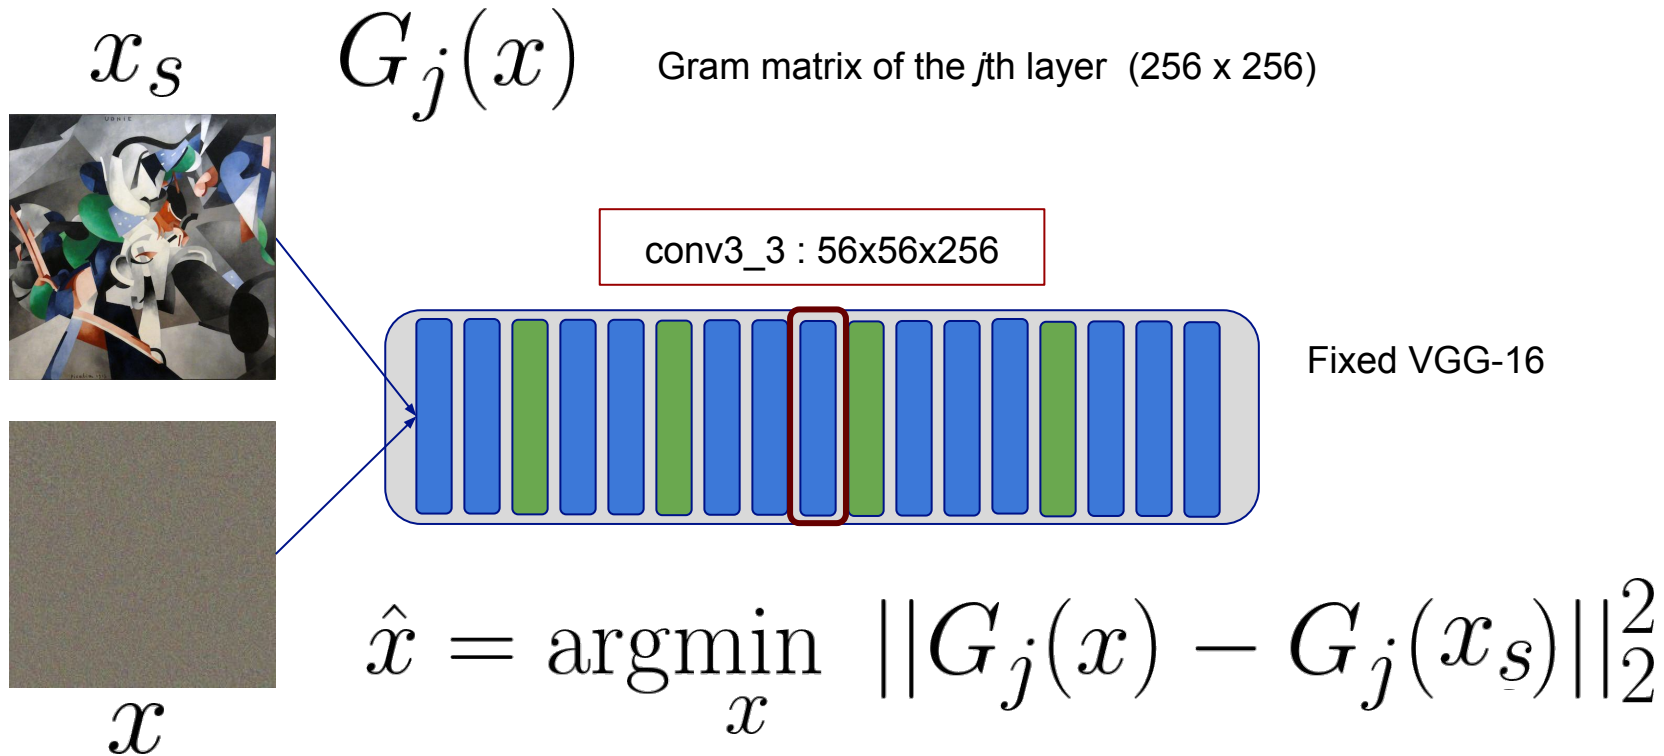 x_s
G_j(x)
Gram matrix of the jth layer (256 x 256)
UDNIE
conv3_3 : 56x56x256
Fixed VGG-16
x
x̂ = argmin_x ||G_j(x) − G_j(x_s)||_2^2